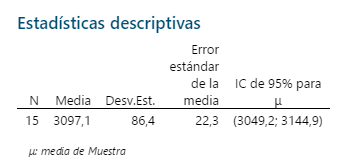 Estadísticas descriptivas
Error
estándar
de la
IC de 95% para
N Media Desv.Est. media μ
15 3097,1 86,4 22,3 (3049,2; 3144,9)
μ: media de Muestra